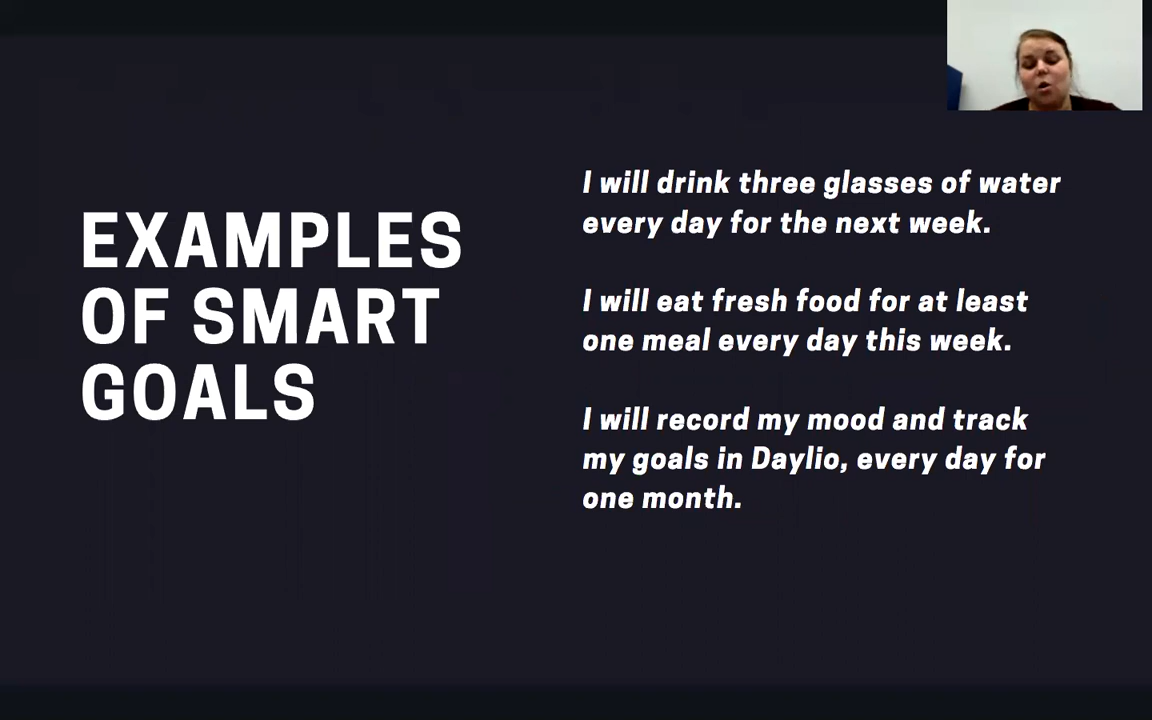 EXAMPLES
OF SMART
GOALS
I will drink three glasses of water
every day for the next week.
I will eat fresh food for at least
one meal every day this week.
I will record my mood and track
my goals in Daylio, every day for
one month.